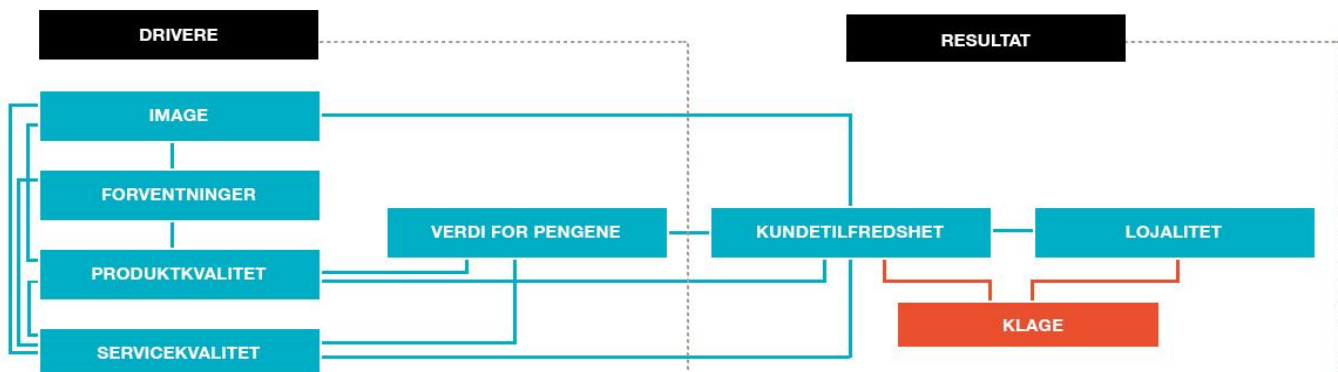 DRIVERE
RESULTAT
IMAGE
FORVENTNINGER
VERDI FOR PENGENE
KUNDETILFREDSHET
LOJALITET
PRODUKTKVALITET
KLAGE
SERVICEKVALITET